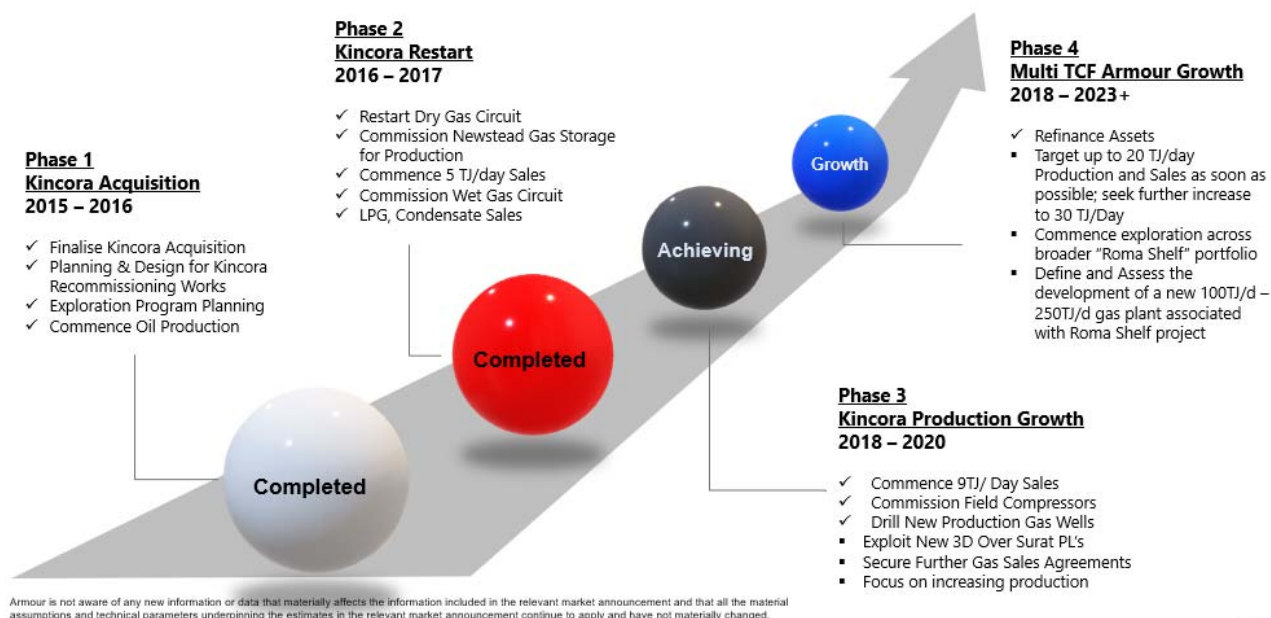 Phase 1
Kincora Acquisition
2015 – 2016
✓ Finalise Kincora Acquisition
✓ Planning & Design for Kincora
Recommissioning Works
✓ Exploration Program Planning
✓ Commence Oil Production
Completed
Phase 2
Kincora Restart
2016 – 2017
✓ Restart Dry Gas Circuit
✓ Commission Newstead Gas Storage
for Production
✓ Commence 5 TJ/day Sales
✓ Commission Wet Gas Circuit
✓ LPG, Condensate Sales
Completed
Phase 3
Kincora Production Growth
2018 – 2020
✓ Commence 9TJ/ Day Sales
✓ Commission Field Compressors
✓ Drill New Production Gas Wells
▪ Exploit New 3D Over Surat PL's
▪ Secure Further Gas Sales Agreements
▪ Focus on increasing production
Achieving
Phase 4
Multi TCF Armour Growth
2018 – 2023+
✓ Refinance Assets
▪ Target up to 20 TJ/day
Production and Sales as soon as
possible; seek further increase
to 30 TJ/Day
▪ Commence exploration across
broader "Roma Shelf" portfolio
▪ Define and Assess the
development of a new 100TJ/d –
250TJ/d gas plant associated
with Roma Shelf project
Growth
Armour is not aware of any new information or data that materially affects the information included in the relevant market announcement and that all the material
assumptions and technical parameters underpinning the estimates in the relevant market announcement continue to apply and have not materially changed.